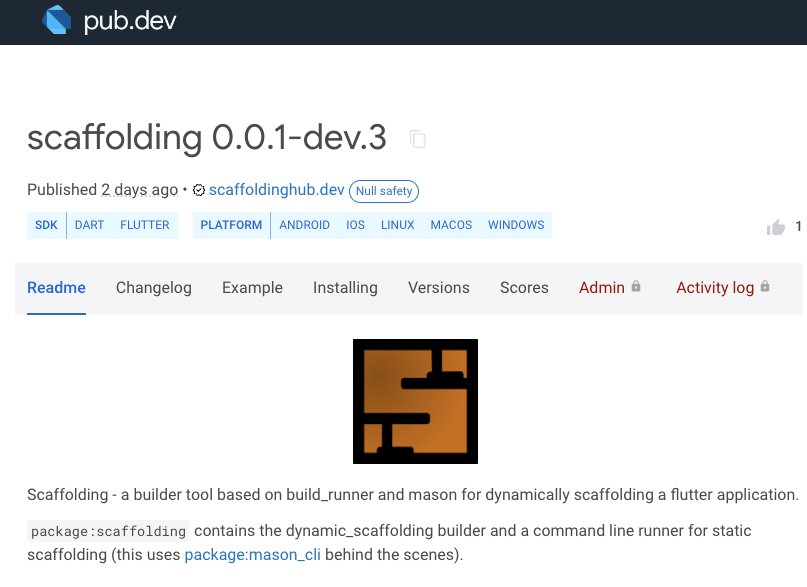 pub.dev
scaffolding 0.0.1-dev.3
Published 2 days ago • scaffoldinghub.dev Null safety
SDK DART FLUTTER PLATFORM ANDROID IOS LINUX MACOS WINDOWS 1
Readme Changelog Example Installing Versions Scores Admin Activity log
Scaffolding - a builder tool based on build_runner and mason for dynamically scaffolding a flutter application.
package:scaffolding contains the dynamic_scaffolding builder and a command line runner for static
scaffolding (this uses package:mason_cli behind the scenes).